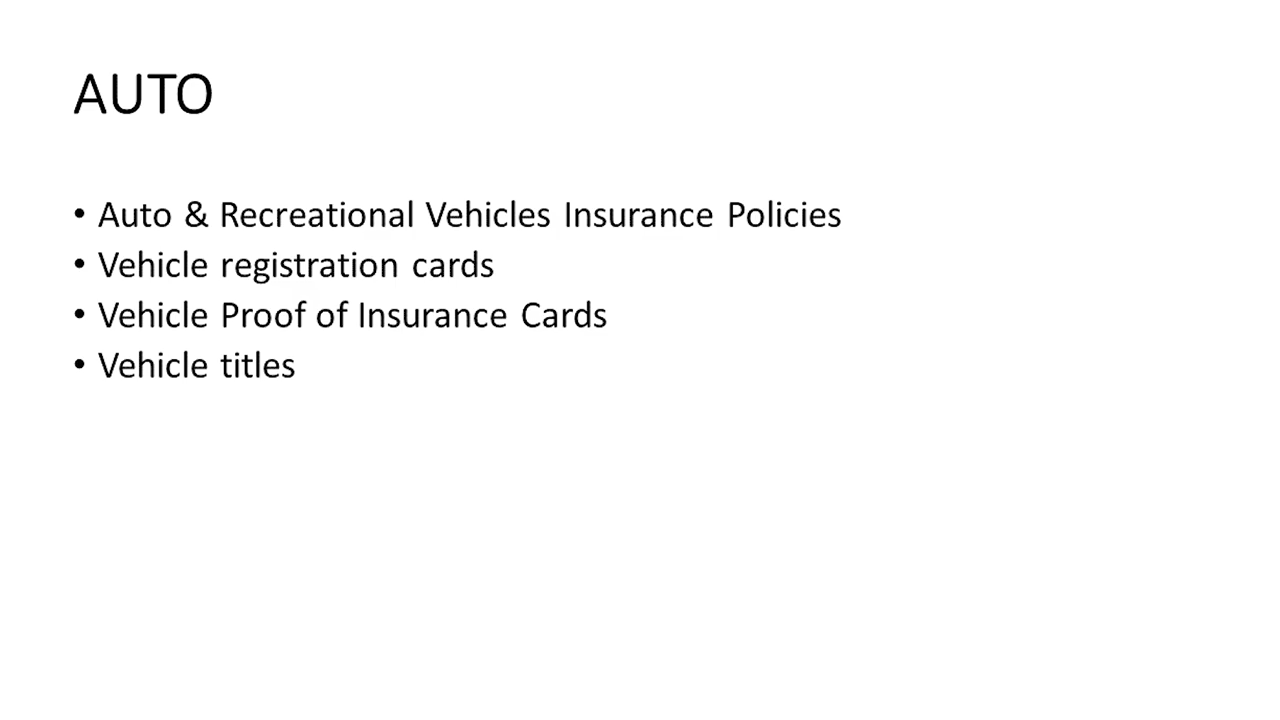 AUTO
• Auto & Recreational Vehicles Insurance Policies
• Vehicle registration cards
• Vehicle Proof of Insurance Cards
• Vehicle titles